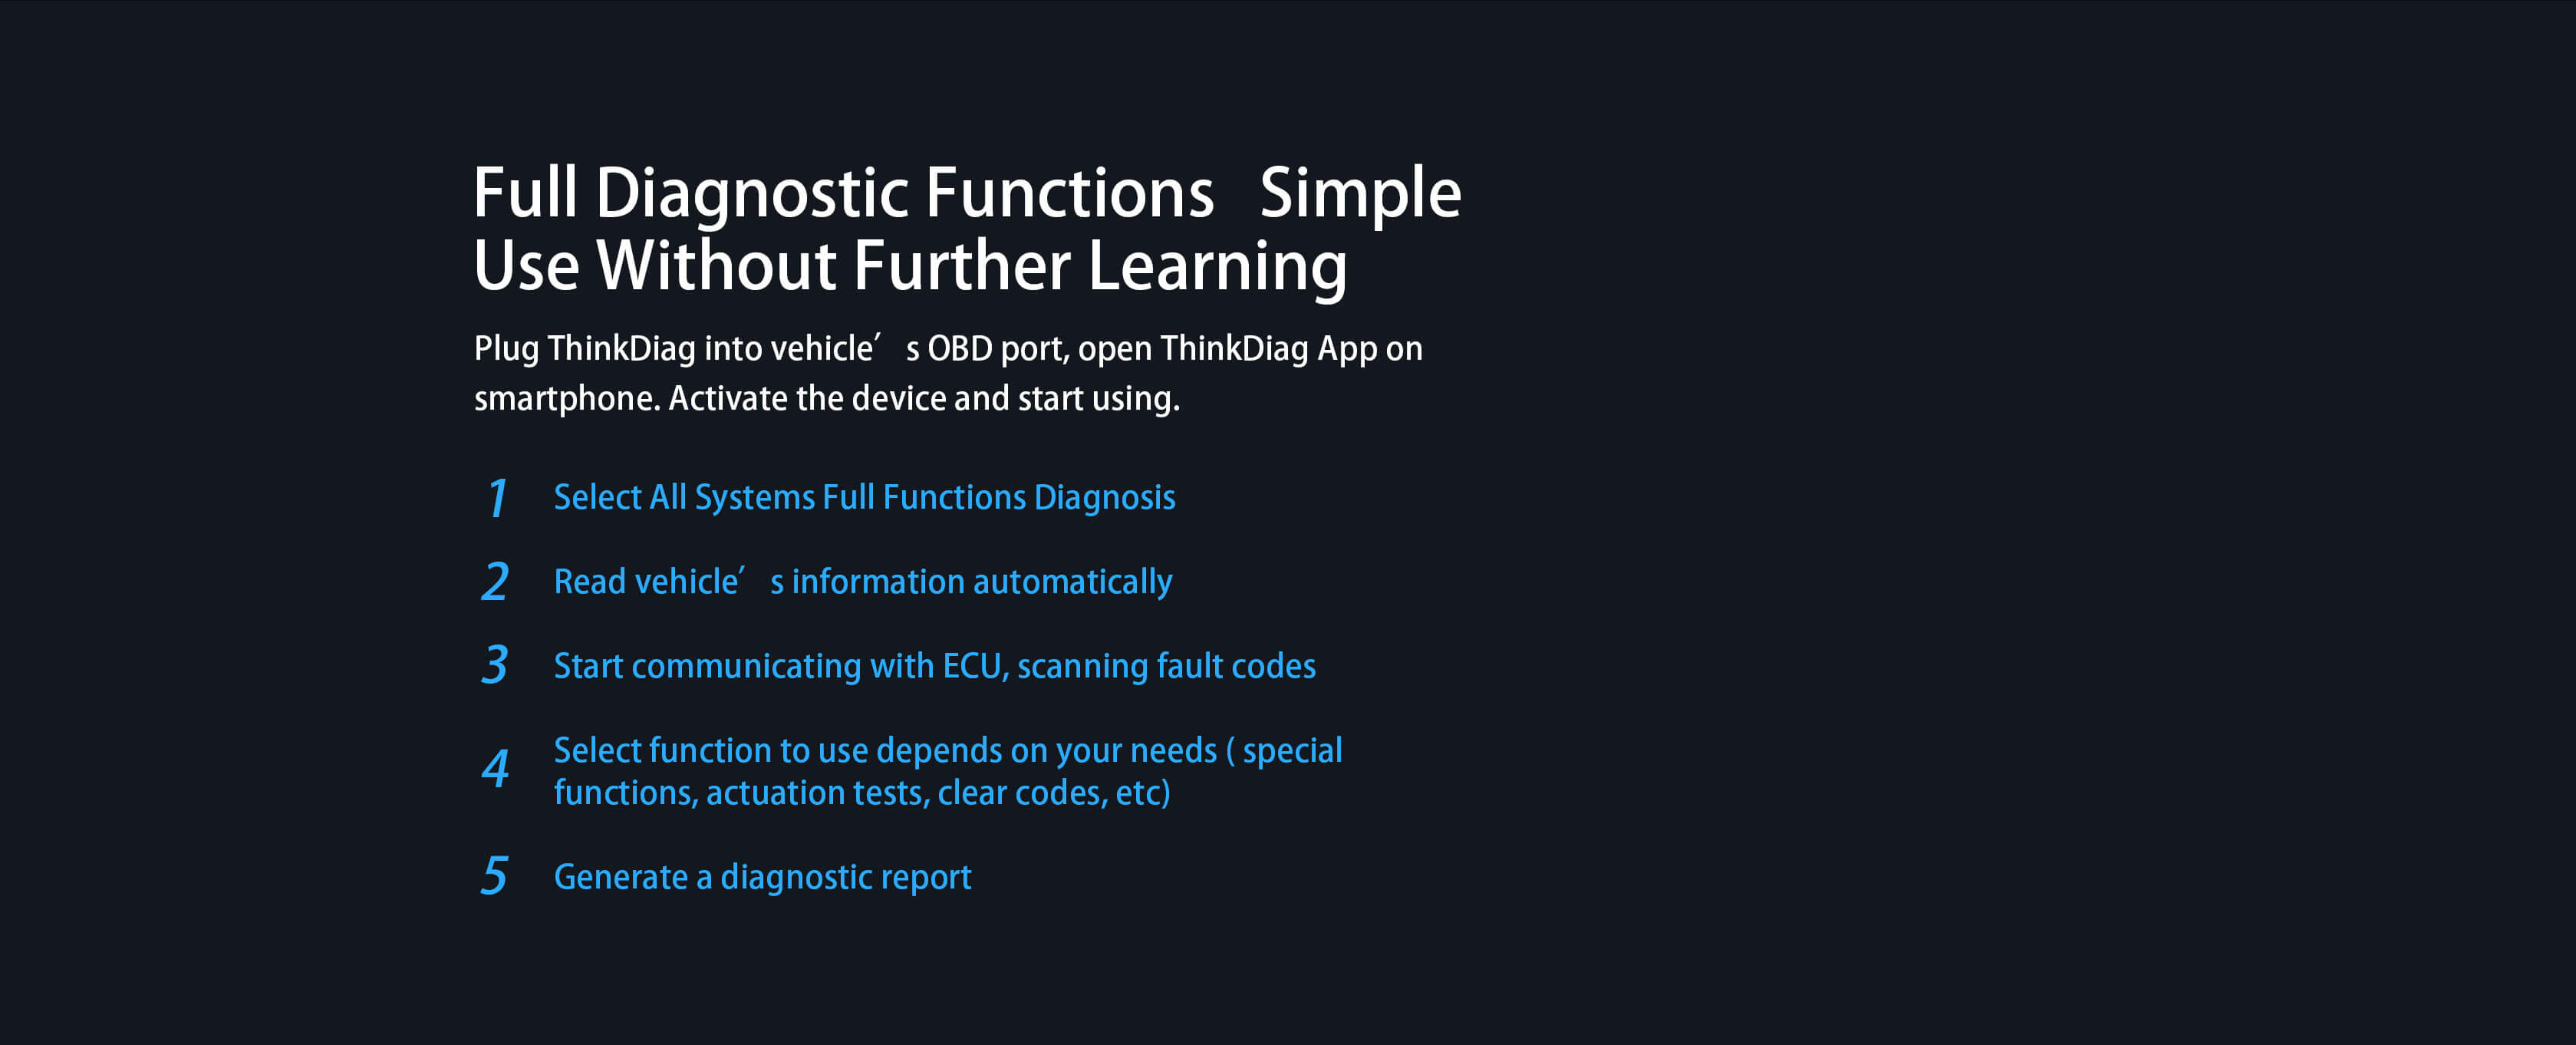 Full Diagnostic Functions   Simple
Use Without Further Learning
Plug ThinkDiag into vehicle′ s OBD port, open ThinkDiag App on
smartphone. Activate the device and start using.
1 Select All Systems Full Functions Diagnosis
2 Read vehicle′ s information automatically
3 Start communicating with ECU, scanning fault codes
4 Select function to use depends on your needs ( special
functions, actuation tests, clear codes, etc)
5 Generate a diagnostic report